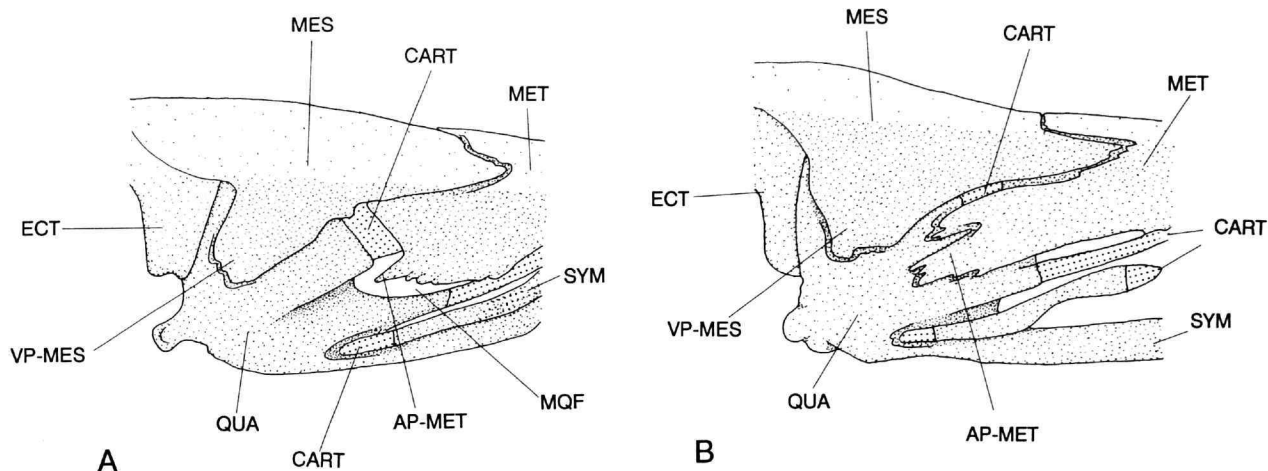 MES
CART
MET
ECT
SYM
VP-MES
QUA
AP-MET
MQF
CART
A
MES
CART
MET
ECT
CART
VP-MES
SYM
QUA
AP-MET
B